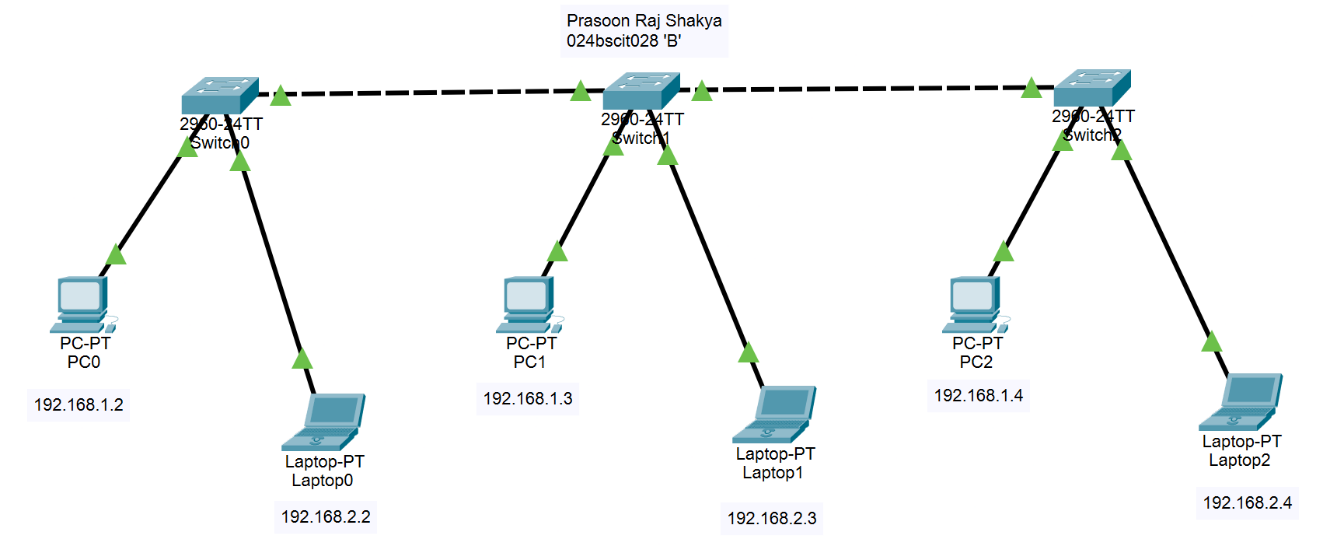 Prasoon Raj Shakya
024bscit028 'B'
2960-24TT
Switch0
2960-24TT
Switch1
2960-24TT
Switch2
PC-PT
PC0
192.168.1.2
Laptop-PT
Laptop0
192.168.2.2
PC-PT
PC1
192.168.1.3
Laptop-PT
Laptop1
192.168.2.3
PC-PT
PC2
192.168.1.4
Laptop-PT
Laptop2
192.168.2.4